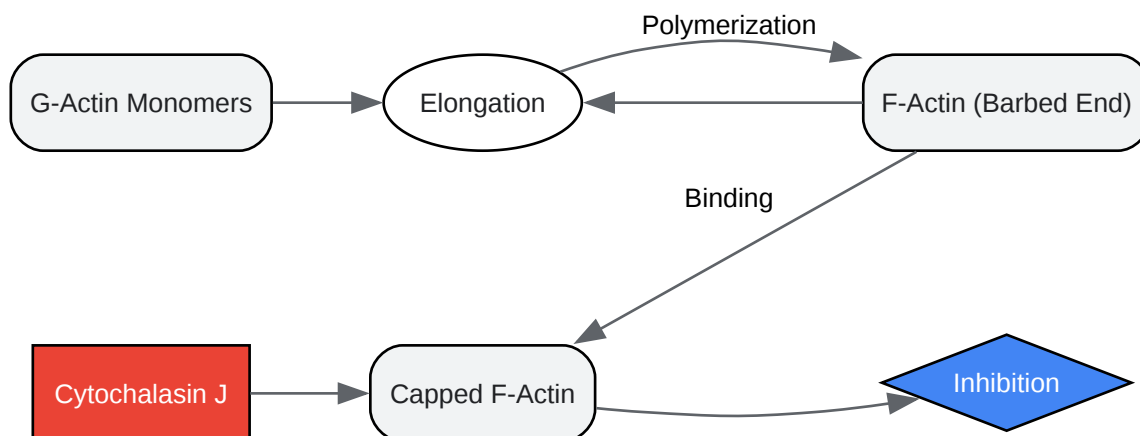 Polymerization
G-Actin Monomers
Elongation
F-Actin (Barbed End)
Binding
Cytochalasin J
Capped F-Actin
Inhibition